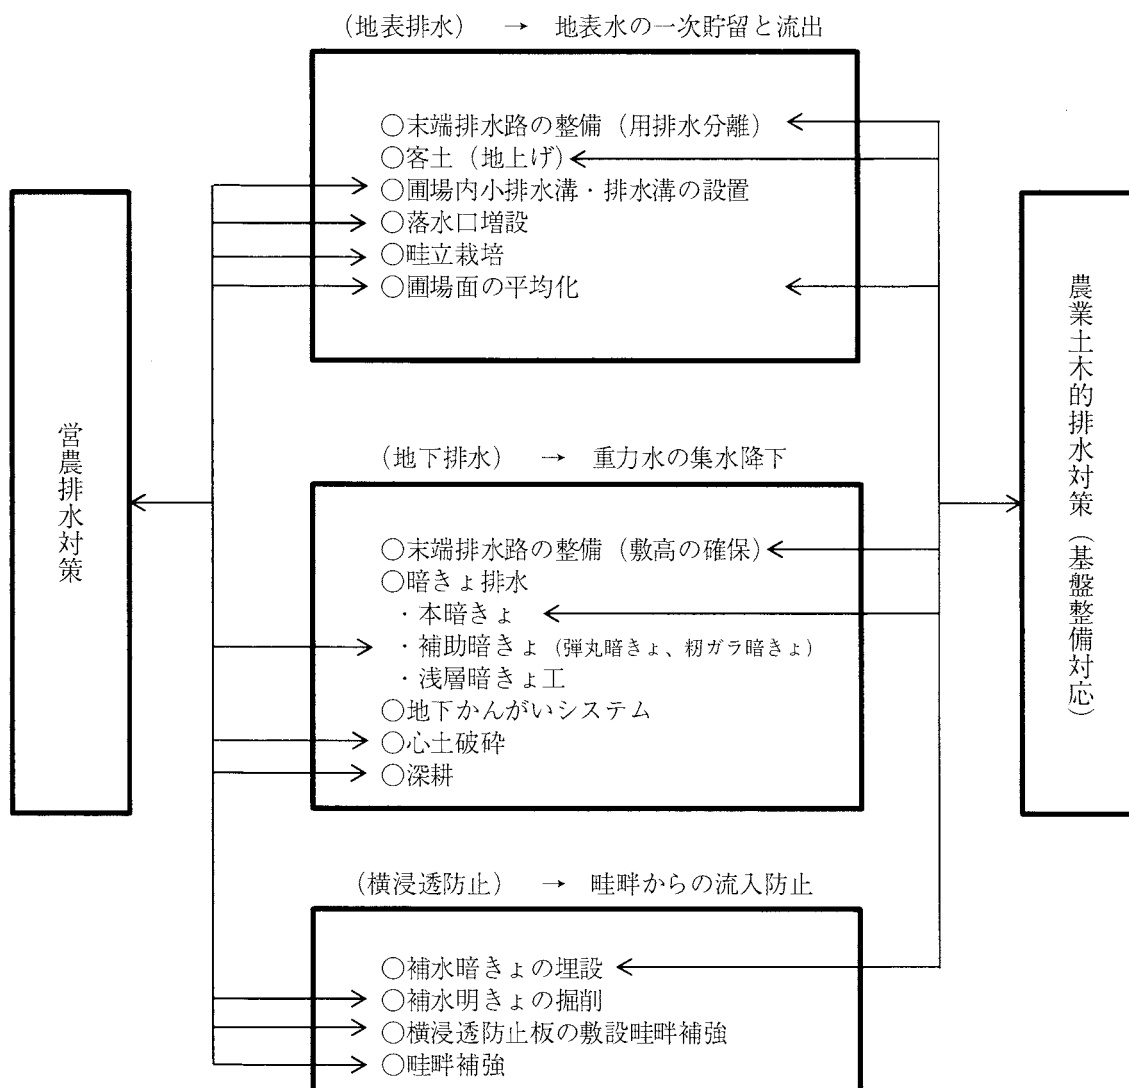 (地表排水) → 地表水の一次貯留と流出
○末端排水路の整備(用排水分離)
○客土(地上げ)
○圃場内小排水溝・排水溝の設置
○落水口増設
○畦立栽培
○圃場面の平均化
営農排水対策
農業土木的排水対策(基盤整備対応)
(地下排水) → 重力水の集水降下
○末端排水路の整備(敷高の確保)
○暗きょ排水
・本暗きょ
・補助暗きょ(弾丸暗きょ、籾ガラ暗きょ)
・浅層暗きょ工
○地下かんがいシステム
○心土破砕
○深耕
(横浸透防止) → 畦畔からの流入防止
○補水暗きょの埋設
○補水明きょの掘削
○横浸透防止板の敷設畦畔補強
○畦畔補強